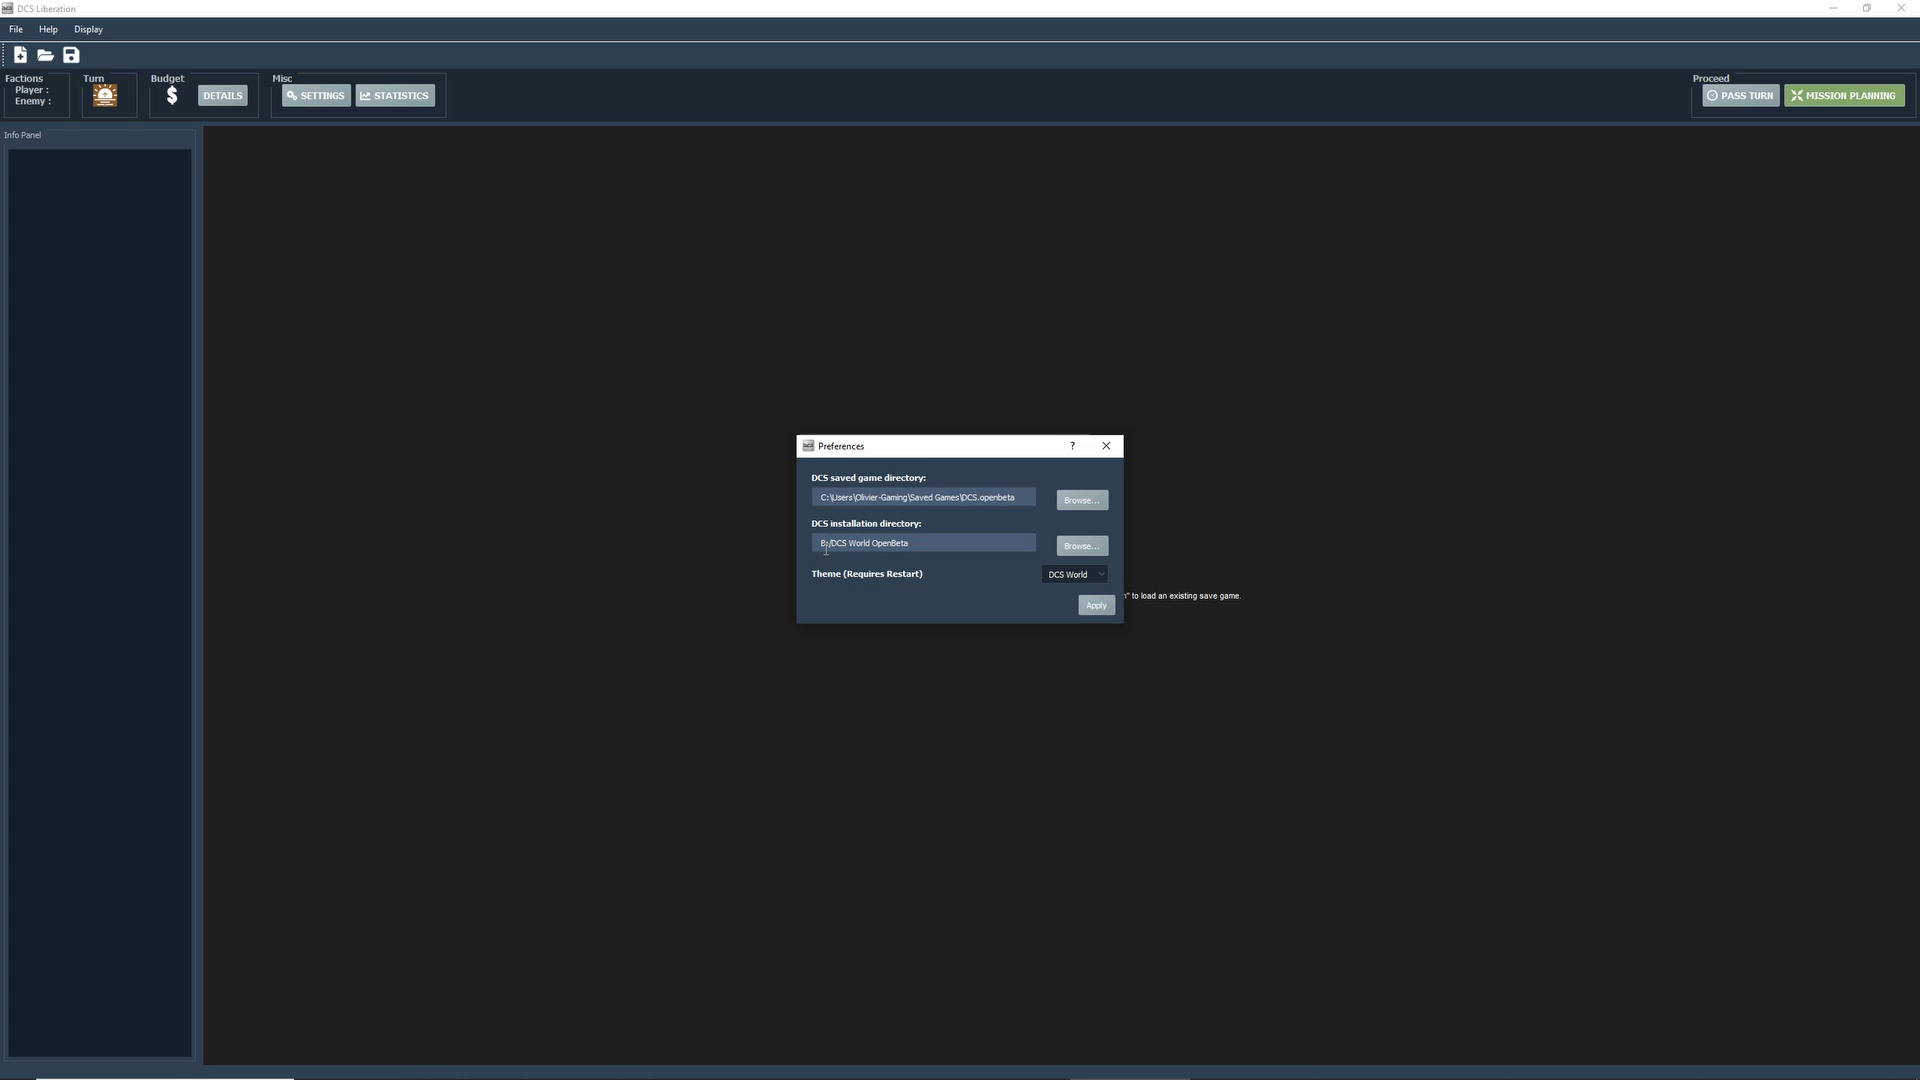 DCS Liberation
File Help Display
Factions
Player :
Enemy :
Turn
Budget
$ DETAILS
Misc
SETTINGS STATISTICS
Proceed
PASS TURN MISSION PLANNING
Info Panel
Preferences
?
DCS saved game directory:
C:\Users\Olivier-Gaming\Saved Games\DCS.openbeta
Browse...
DCS installation directory:
B:/DCS World OpenBeta
Browse...
Theme (Requires Restart)
DCS World
" to load an existing save game.
Apply